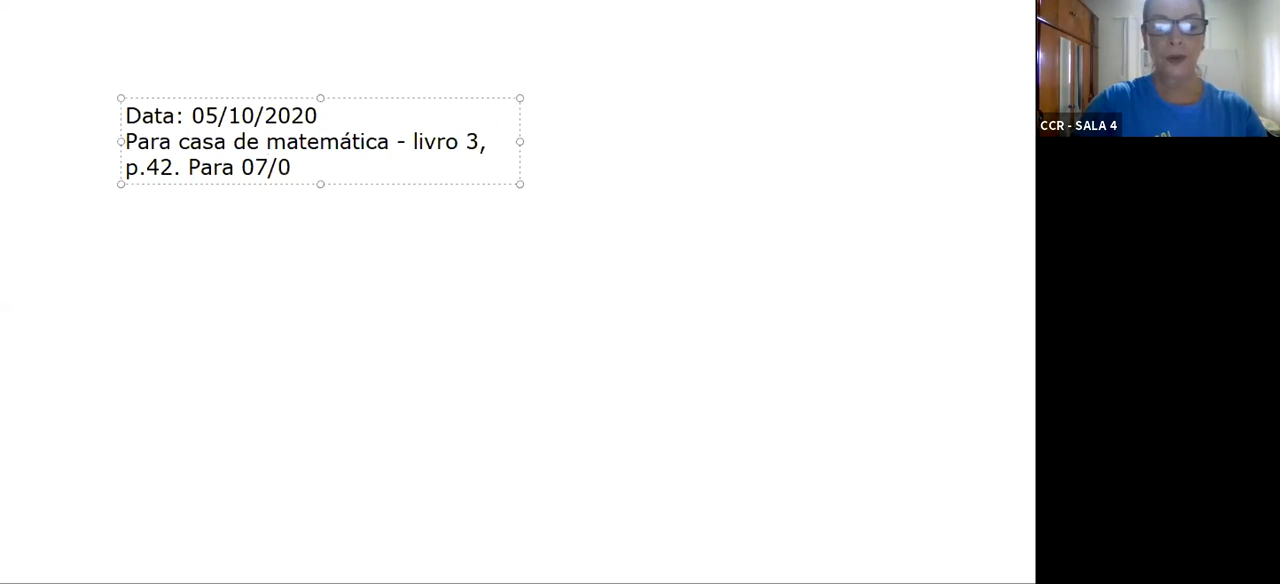 Data: 05/10/2020
Para casa de matemática - livro 3,
p.42. Para 07/0
CCR - SALA 4